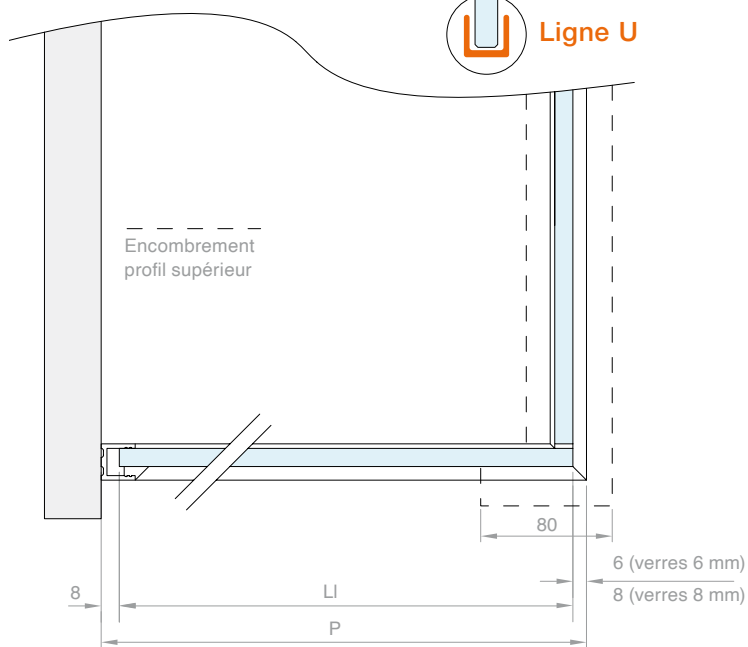 Ligne U
Encombrement
profil supérieur
80
6 (verres 6 mm)
8
LI
8 (verres 8 mm)
P